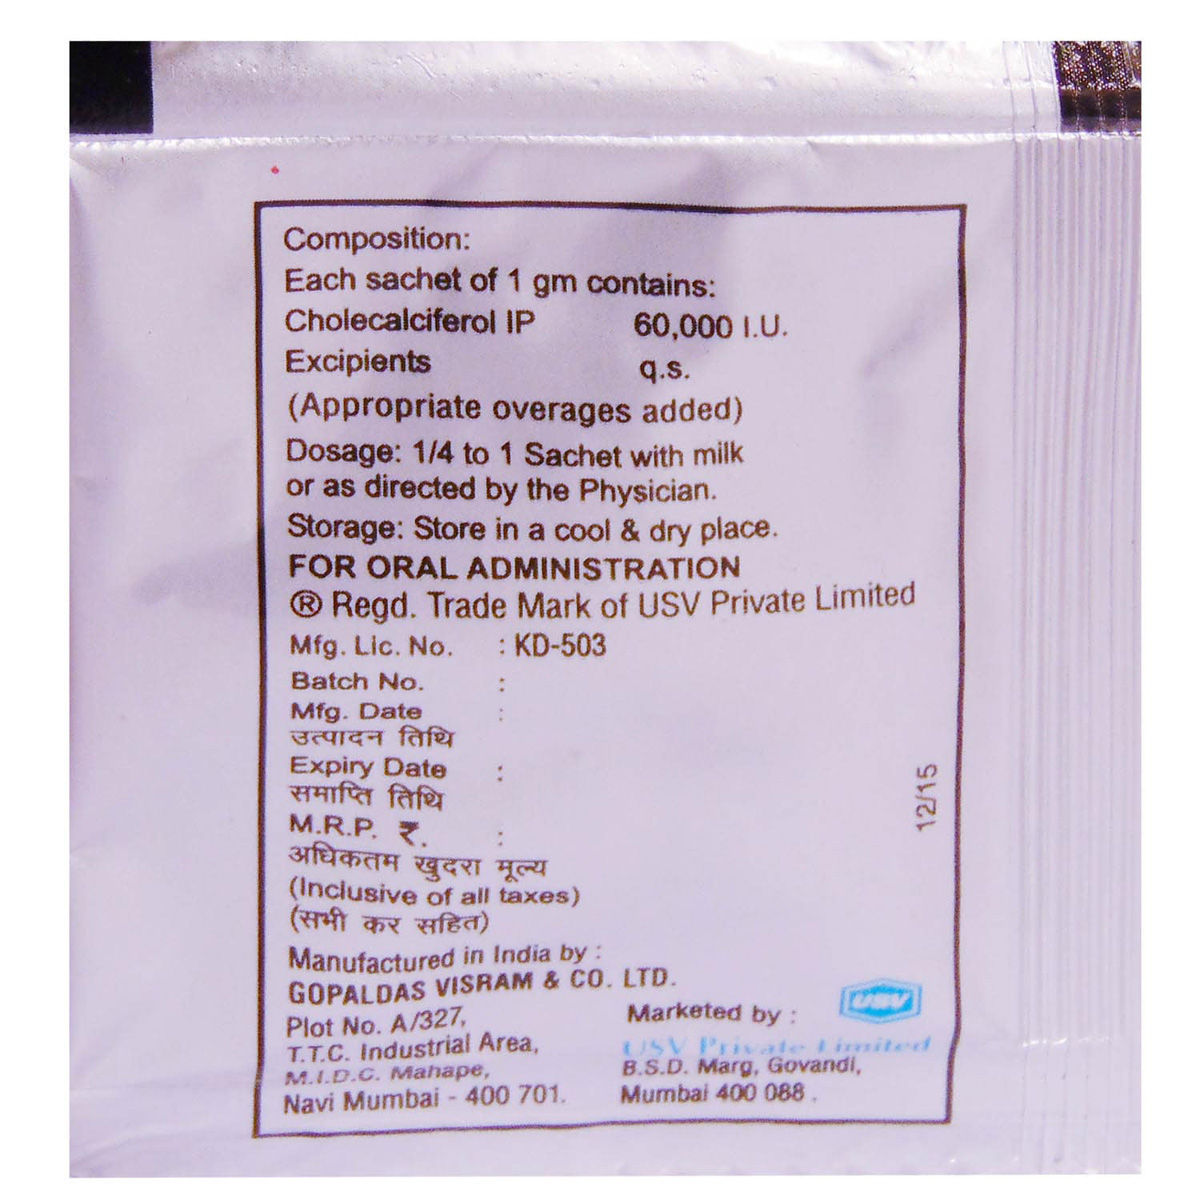 Composition:
Each sachet of 1 gm contains:
Cholecalciferol IP 60,000 I.U.
Excipients q.s.
(Appropriate overages added)
Dosage: 1/4 to 1 Sachet with milk
or as directed by the Physician.
Storage: Store in a cool & dry place.
FOR ORAL ADMINISTRATION
® Regd. Trade Mark of USV Private Limited
Mfg. Lic. No. : KD-503
Batch No. :
Mfg. Date :
उत्पादन तिथि
Expiry Date :
समाप्ति तिथि
M.R.P. ₹. :
अधिकतम खुदरा मूल्य
(Inclusive of all taxes)
(सभी कर सहित)
12/15
Manufactured in India by :
GOPALDAS VISRAM & CO. LTD.
Plot No. A/327,
T.T.C. Industrial Area,
M.I.D.C. Mahape,
Navi Mumbai - 400 701.
Marketed by :
USV
USV Private Limited
B.S.D. Marg, Govandi,
Mumbai 400 088 .